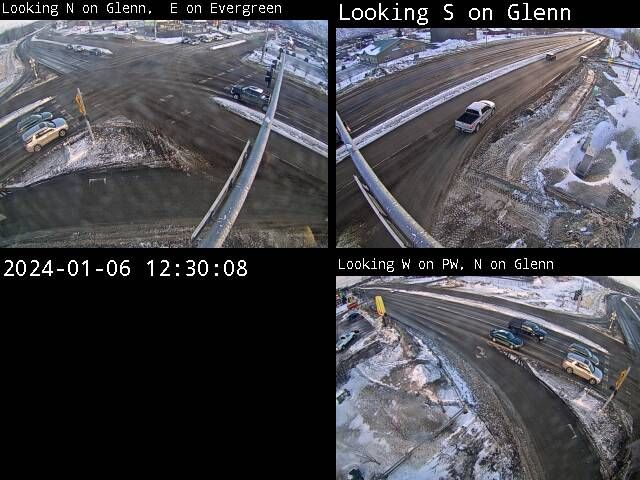 Looking N on Glenn,  E on Evergreen
Looking S on Glenn
2024-01-06 12:30:08
Looking W on PW, N on Glenn